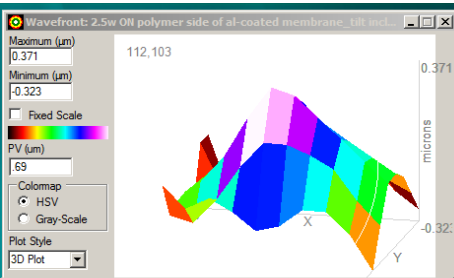 Wavefront: 2.5w ON polymer side of al-coated membrane_tilt incl...
Maximum (µm)
0.371
Minimum (µm)
-0.323
Fixed Scale
PV (um)
.69
Colormap
HSV
Gray-Scale
Plot Style
3D Plot
112,103
0.371
microns
-0.323
X
Y